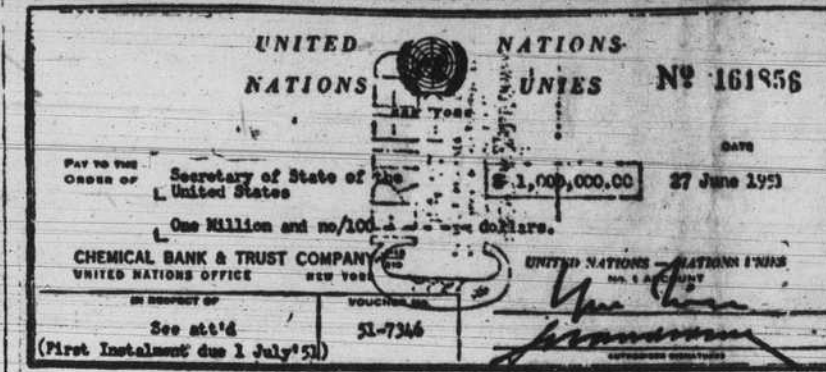 UNITED NATIONS
NATIONS UNIES
Nº 161856
NEW YORK
DATE
PAY TO THE
ORDER OF
Secretary of State of the
United States
$ 1,000,000.00
27 June 1951
One Million and no/100 - - - - - - dollars.
CHEMICAL BANK & TRUST COMPANY
UNITED NATIONS OFFICE NEW YORK
UNITED NATIONS — NATIONS UNIES
NO. 1 ACCOUNT
IN RESPECT OF
VOUCHER NO.
See att'd
(First Instalment due 1 July'51)
51-7346
AUTHORIZED SIGNATURES